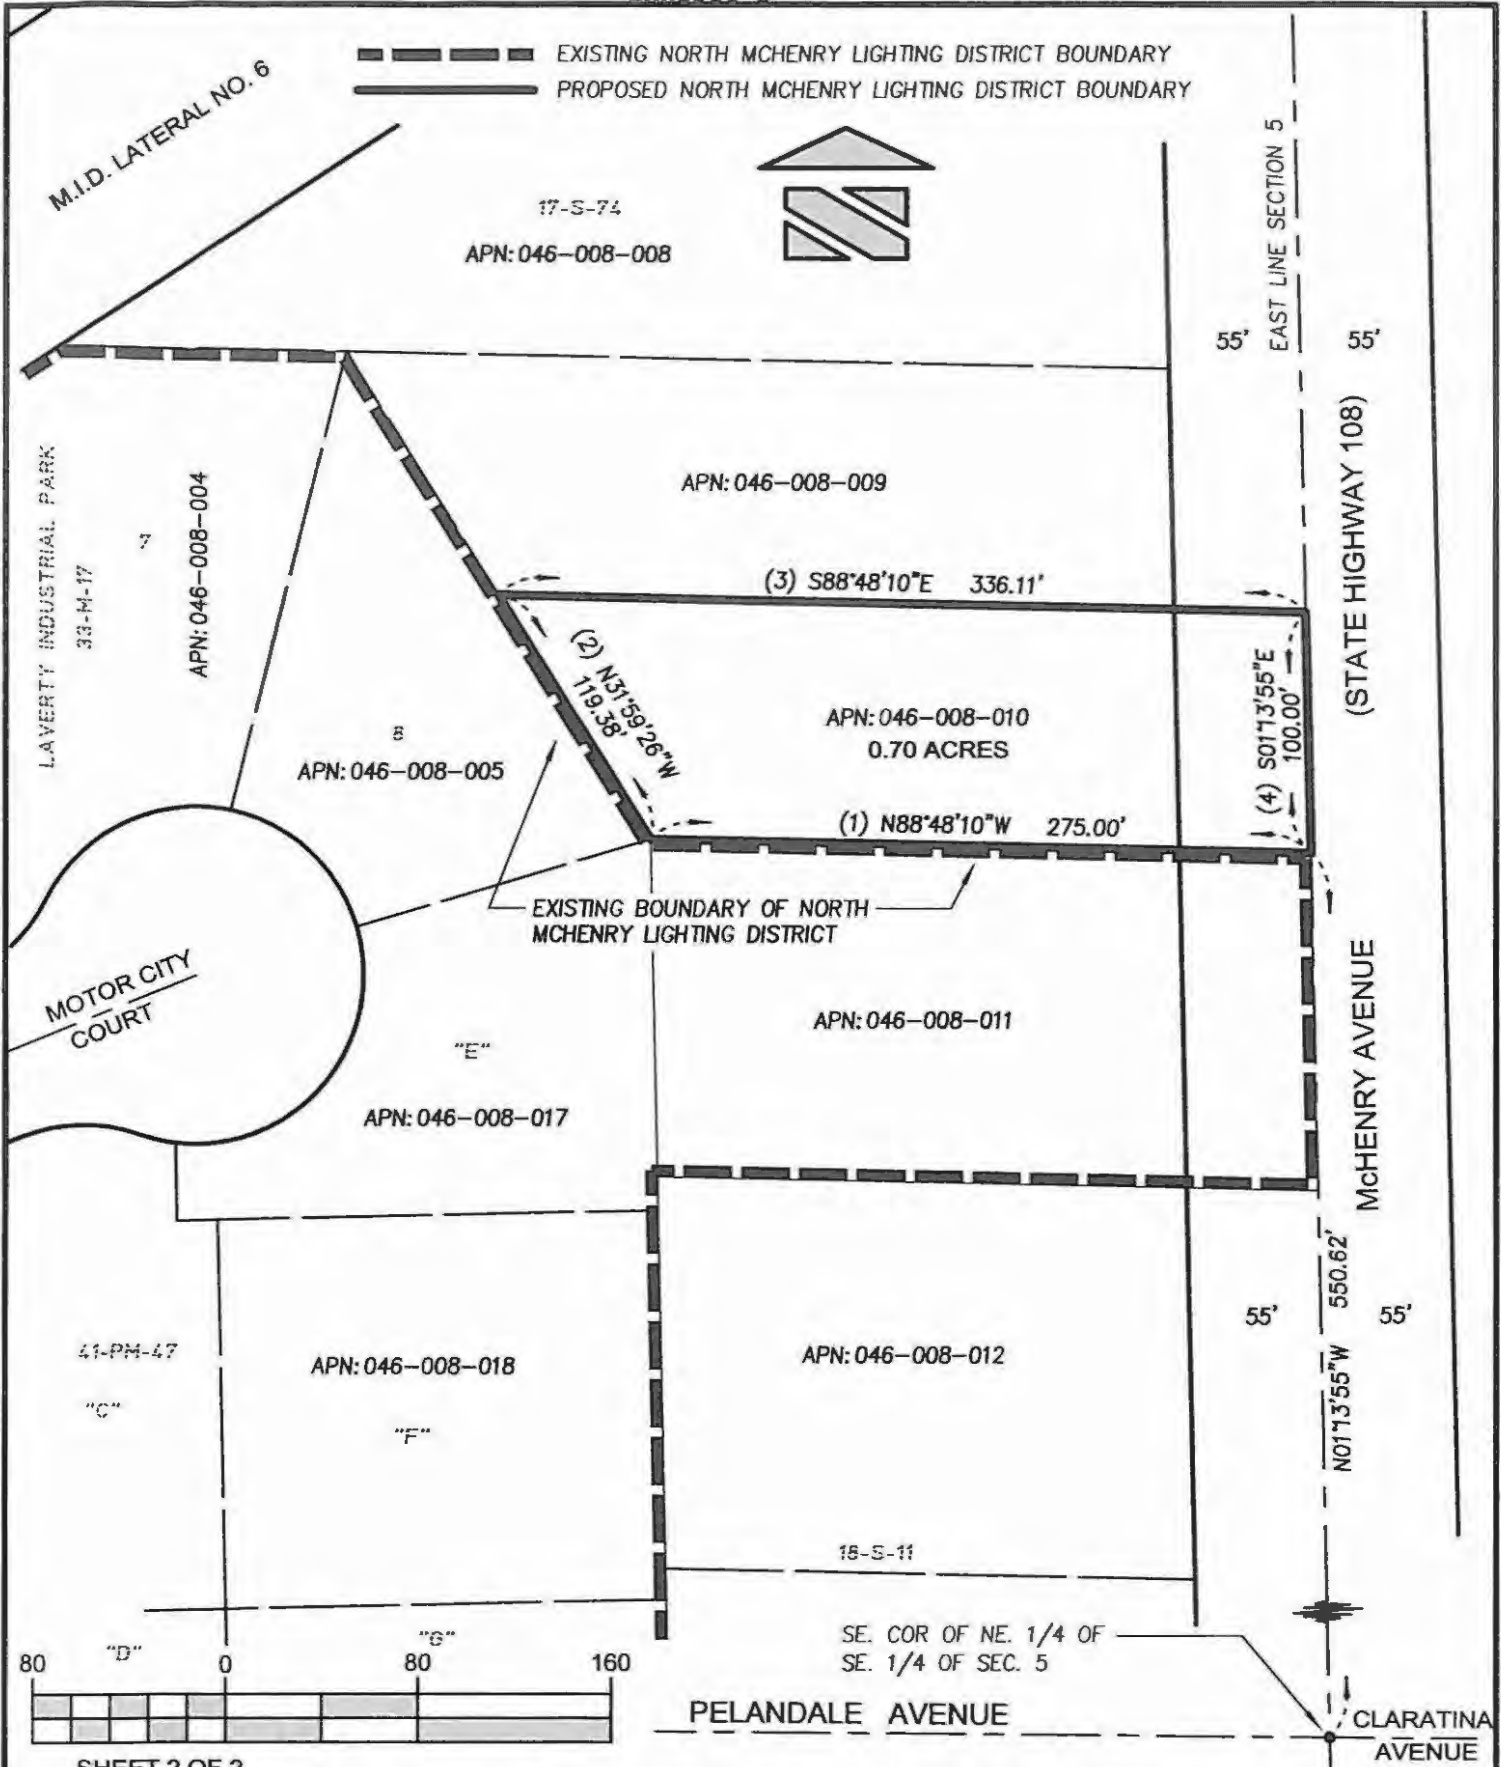 EXISTING NORTH MCHENRY LIGHTING DISTRICT BOUNDARY
PROPOSED NORTH MCHENRY LIGHTING DISTRICT BOUNDARY
M.I.D. LATERAL NO. 6
17-S-74
APN: 046-008-008
EAST LINE SECTION 5
55'
55'
(STATE HIGHWAY 108)
LAVERTY INDUSTRIAL PARK
33-M-17
7
APN: 046-008-004
APN: 046-008-009
(3) S88°48'10"E 336.11'
(2) N31°59'26"W
119.38'
(4) S01°13'55"E
100.00'
8
APN: 046-008-005
APN: 046-008-010
0.70 ACRES
(1) N88°48'10"W 275.00'
EXISTING BOUNDARY OF NORTH
MCHENRY LIGHTING DISTRICT
MOTOR CITY
COURT
"E"
APN: 046-008-017
APN: 046-008-011
McHENRY AVENUE
N01°13'55"W 550.62'
55'
55'
41-PM-47
"C"
APN: 046-008-018
"F"
APN: 046-008-012
18-S-11
SE. COR OF NE. 1/4 OF
SE. 1/4 OF SEC. 5
"D"
"G"
80 0 80 160
PELANDALE AVENUE
CLARATINA
AVENUE
SHEET 2 OF 2